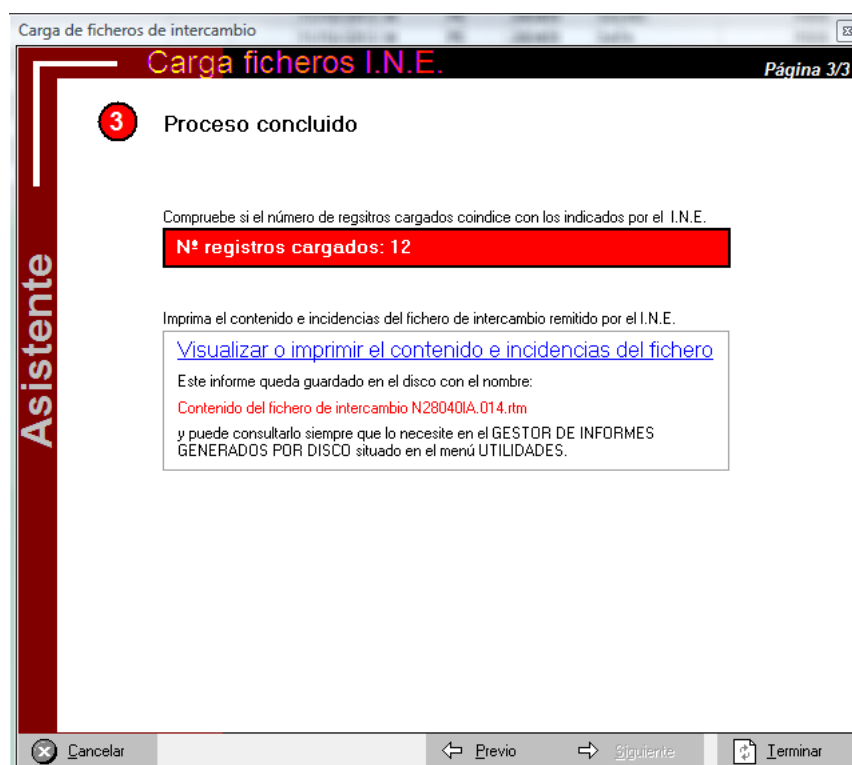 Carga de ficheros de intercambio
Carga ficheros I.N.E.
Página 3/3
3 Proceso concluido
Compruebe si el número de regsitros cargados coindice con los indicados por el I.N.E.
Nº registros cargados: 12
Asistente
Imprima el contenido e incidencias del fichero de intercambio remitido por el I.N.E.
Visualizar o imprimir el contenido e incidencias del fichero
Este informe queda guardado en el disco con el nombre:
Contenido del fichero de intercambio N28040IA.014.rtm
y puede consultarlo siempre que lo necesite en el GESTOR DE INFORMES
GENERADOS POR DISCO situado en el menú UTILIDADES.
Cancelar
Previo
Siguiente
Terminar